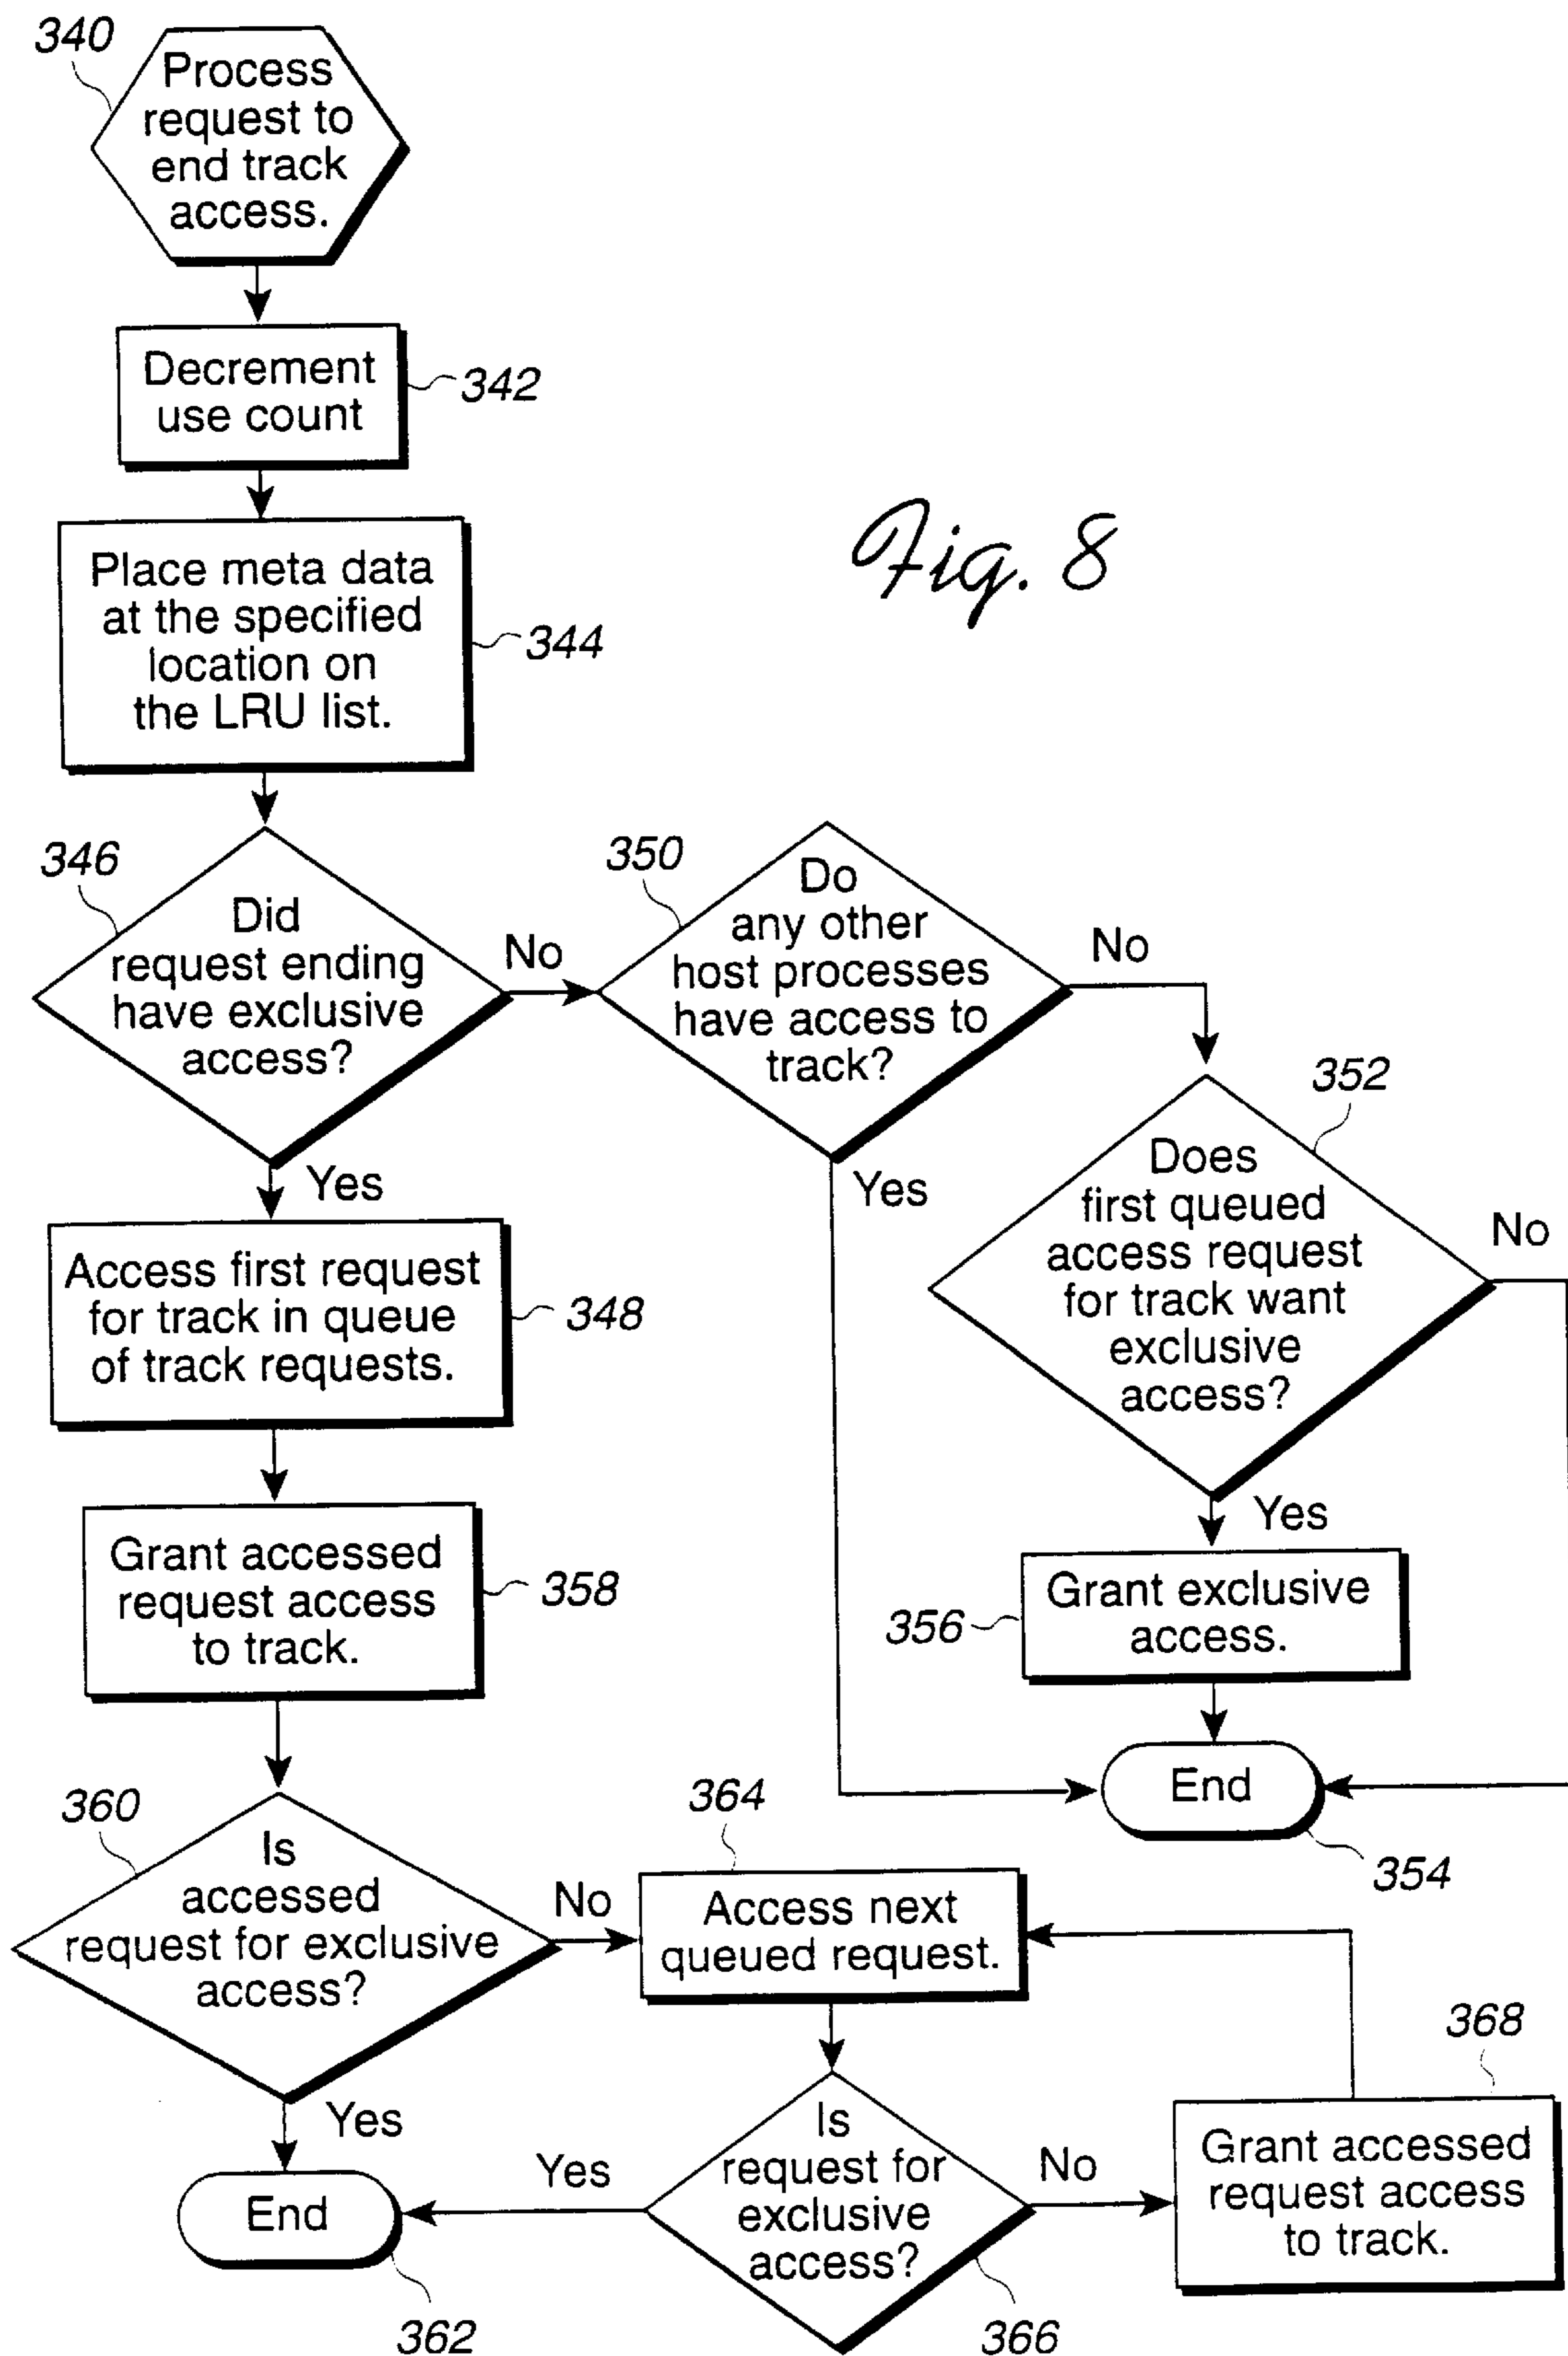 340
Process
request to
end track
access.
Decrement
use count
342
Place meta data
at the specified
location on
the LRU list.
344
Fig. 8
346
Did
request ending
have exclusive
access?
No
Yes
350
Do
any other
host processes
have access to
track?
No
Yes
352
Does
first queued
access request
for track want
exclusive
access?
No
Yes
Access first request
for track in queue
of track requests.
348
Grant accessed
request access
to track.
358
356
Grant exclusive
access.
End
354
360
Is
accessed
request for exclusive
access?
No
Yes
364
Access next
queued request.
368
Grant accessed
request access
to track.
Is
request for
exclusive
access?
Yes
No
366
End
362